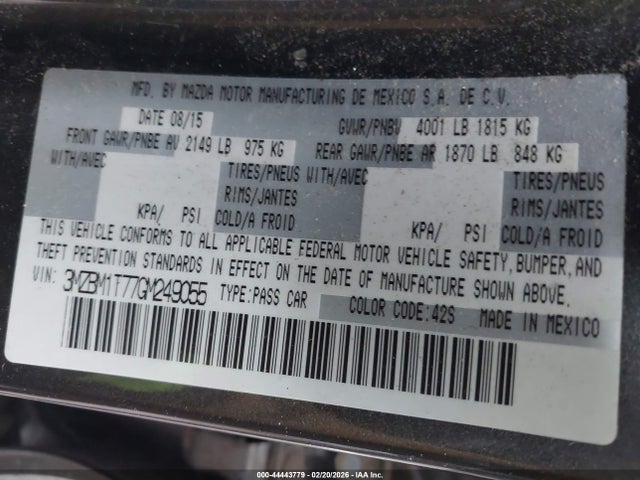 MFD. BY MAZDA MOTOR MANUFACTURING DE MEXICO S.A. DE C.V.
DATE 08/15 GVWR/PNBV 4001 LB 1815 KG
FRONT GAWR/PNBE AV 2149 LB 975 KG REAR GAWR/PNBE AR 1870 LB 848 KG
WITH/AVEC TIRES/PNEUS WITH/AVEC TIRES/PNEUS
RIMS/JANTES RIMS/JANTES
KPA/ PSI COLD/A FROID KPA/ PSI COLD/A FROID
THIS VEHICLE CONFORMS TO ALL APPLICABLE FEDERAL MOTOR VEHICLE SAFETY, BUMPER, AND
THEFT PREVENTION STANDARDS IN EFFECT ON THE DATE OF MANUFACTURE SHOWN ABOVE.
VIN: 3MZBM1T77GM249055 TYPE:PASS CAR COLOR CODE:42S MADE IN MEXICO
000-44443779 - 02/20/2026 - IAA Inc.